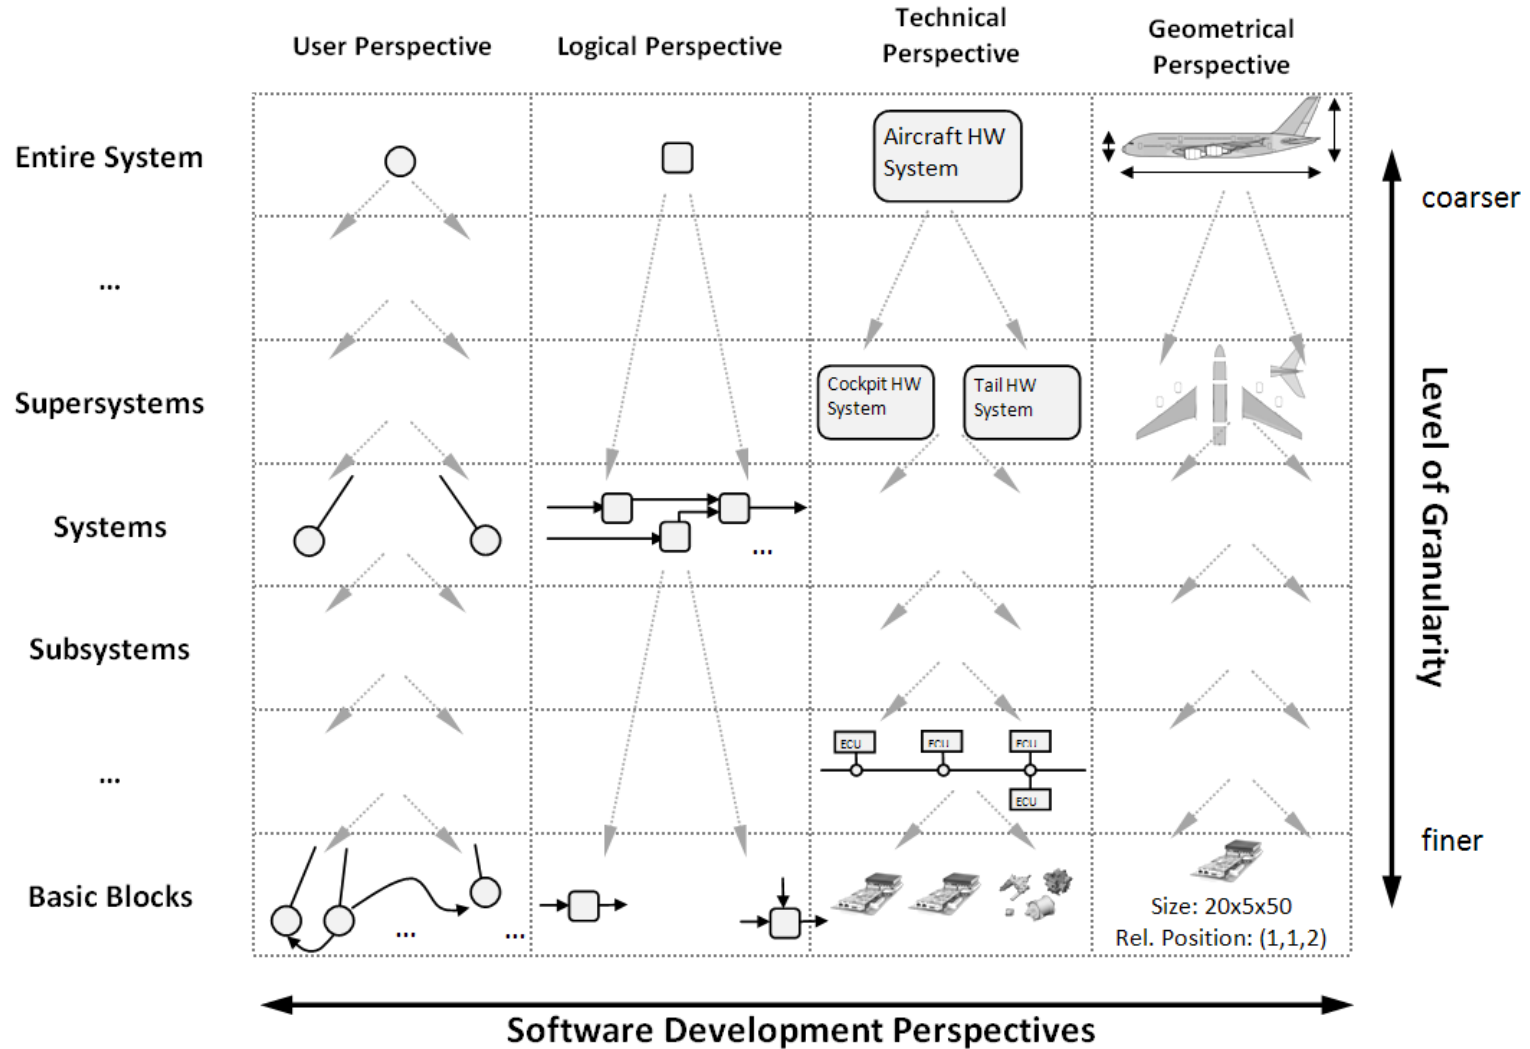 User Perspective
Logical Perspective
Technical
Perspective
Geometrical
Perspective
Entire System
Aircraft HW
System
coarser
...
Supersystems
Cockpit HW
System
Tail HW
System
Level of Granularity
Systems
...
Subsystems
...
ECU
ECU
ECU
ECU
finer
Basic Blocks
...
...
Size: 20x5x50
Rel. Position: (1,1,2)
Software Development Perspectives